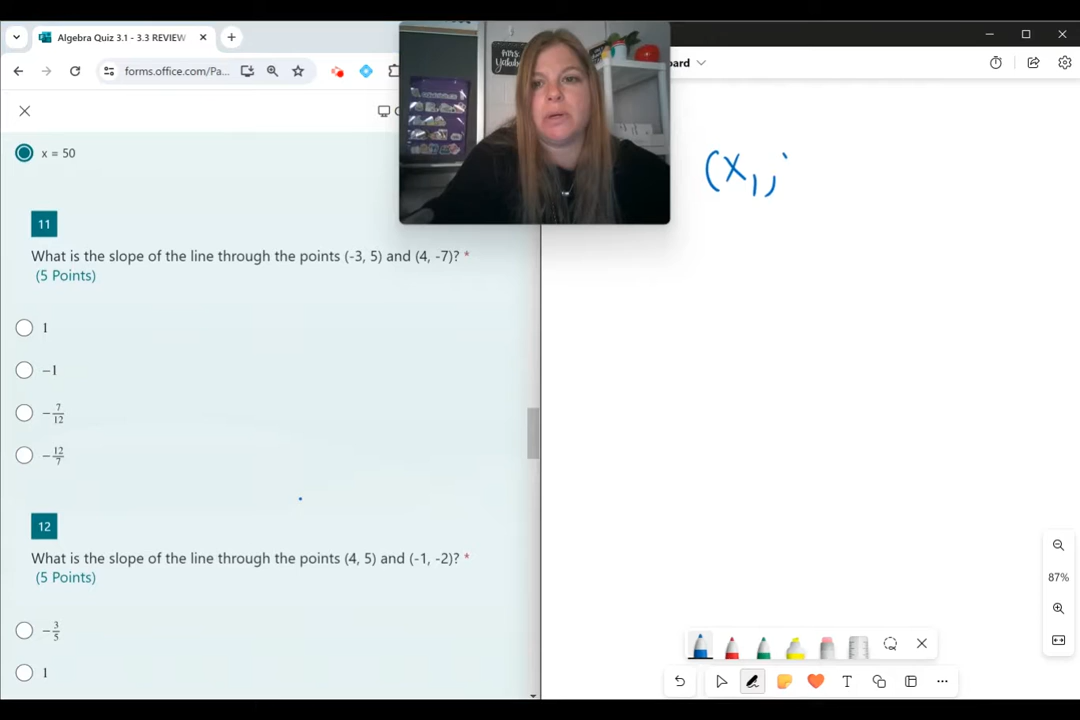 Algebra Quiz 3.1 - 3.3 REVIEW
forms.office.com/Pa...
ard
x = 50
(x₁,
11
What is the slope of the line through the points (-3, 5) and (4, -7)? *
(5 Points)
1
−1
−7/12
−12/7
12
What is the slope of the line through the points (4, 5) and (-1, -2)? *
(5 Points)
−3/5
1
87%
T